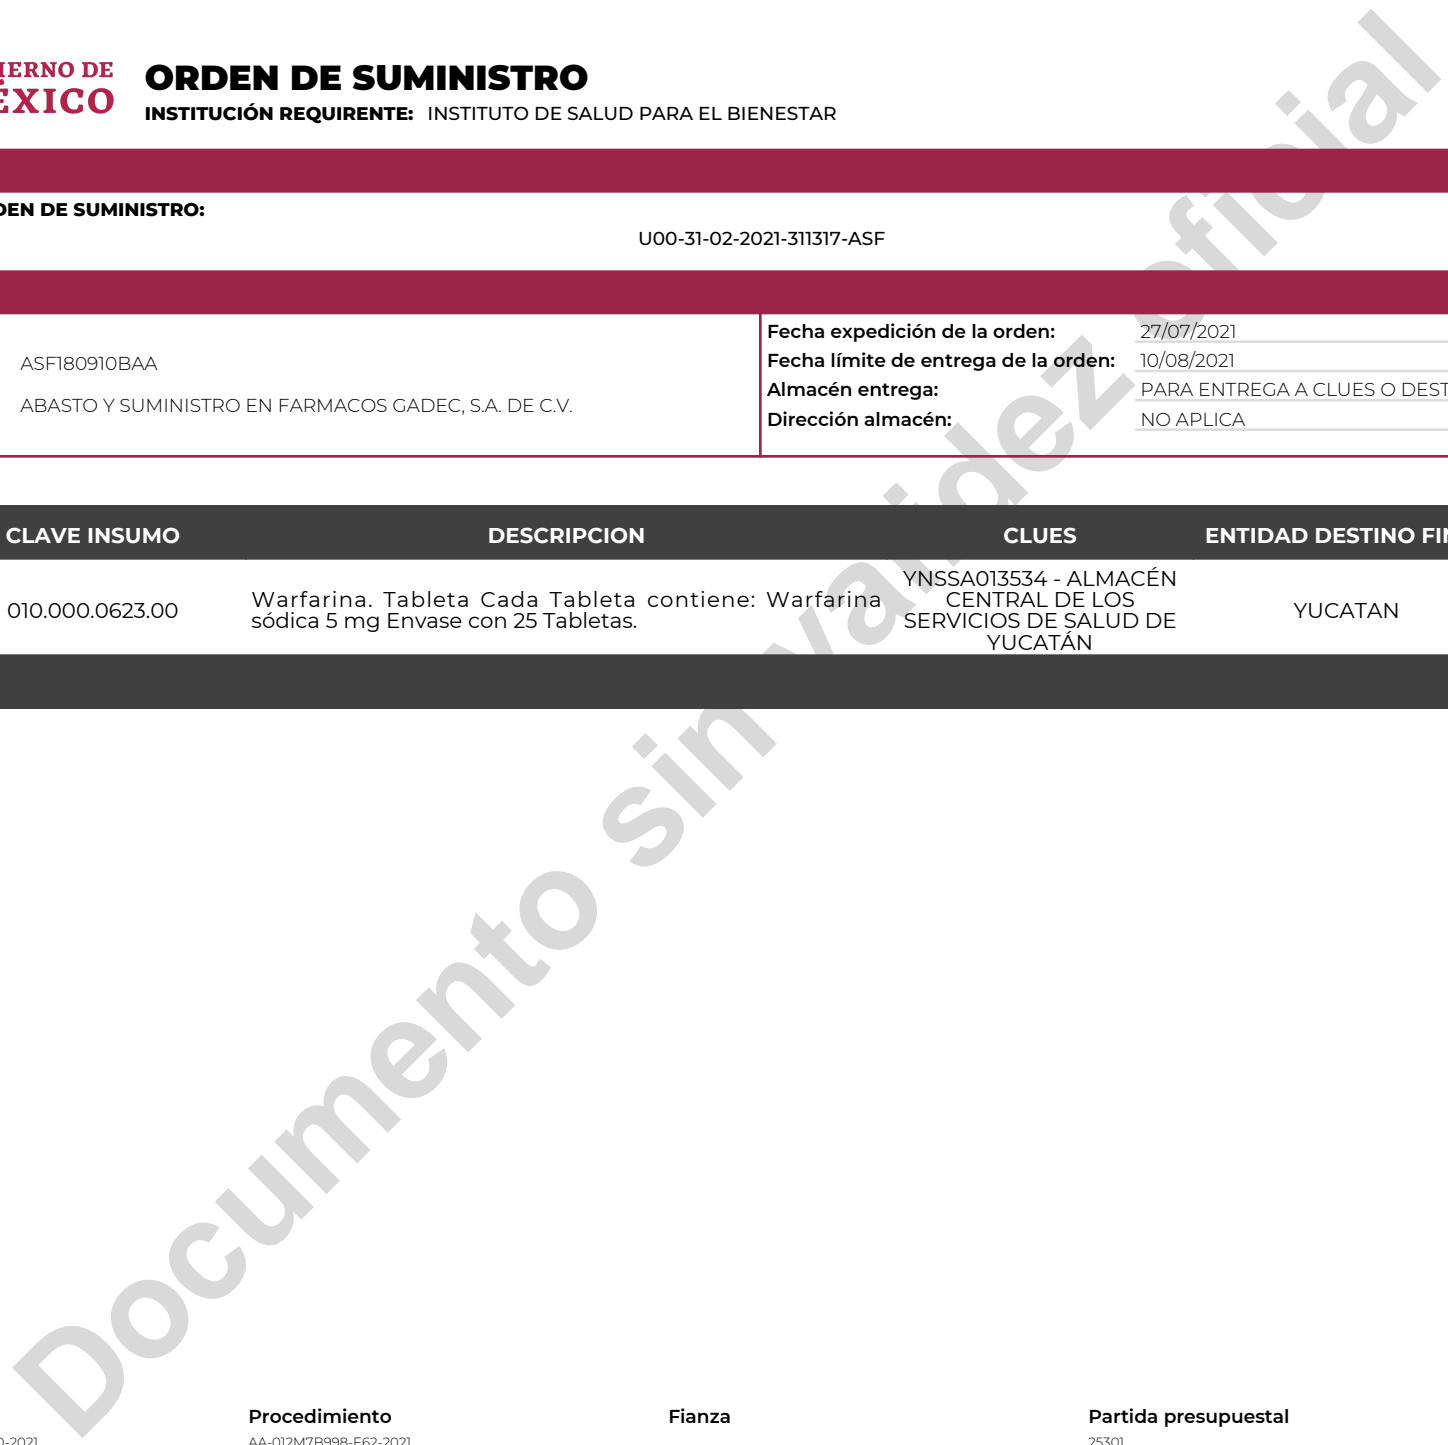 IERNO DE
ÉXICO
ORDEN DE SUMINISTRO
INSTITUCIÓN REQUIRENTE: INSTITUTO DE SALUD PARA EL BIENESTAR
DEN DE SUMINISTRO:
U00-31-02-2021-311317-ASF
ASF180910BAA
ABASTO Y SUMINISTRO EN FARMACOS GADEC, S.A. DE C.V.
Fecha expedición de la orden: 27/07/2021
Fecha límite de entrega de la orden: 10/08/2021
Almacén entrega: PARA ENTREGA A CLUES O DEST
Dirección almacén: NO APLICA
CLAVE INSUMO DESCRIPCION CLUES ENTIDAD DESTINO FIN
010.000.0623.00
Warfarina. Tableta Cada Tableta contiene: Warfarina
sódica 5 mg Envase con 25 Tabletas.
YNSSA013534 - ALMACÉN
CENTRAL DE LOS
SERVICIOS DE SALUD DE
YUCATÁN
YUCATAN
Documento sin validez oficial
Procedimiento Fianza Partida presupuestal
0-2021 AA-012M7B998-E62-2021 25301